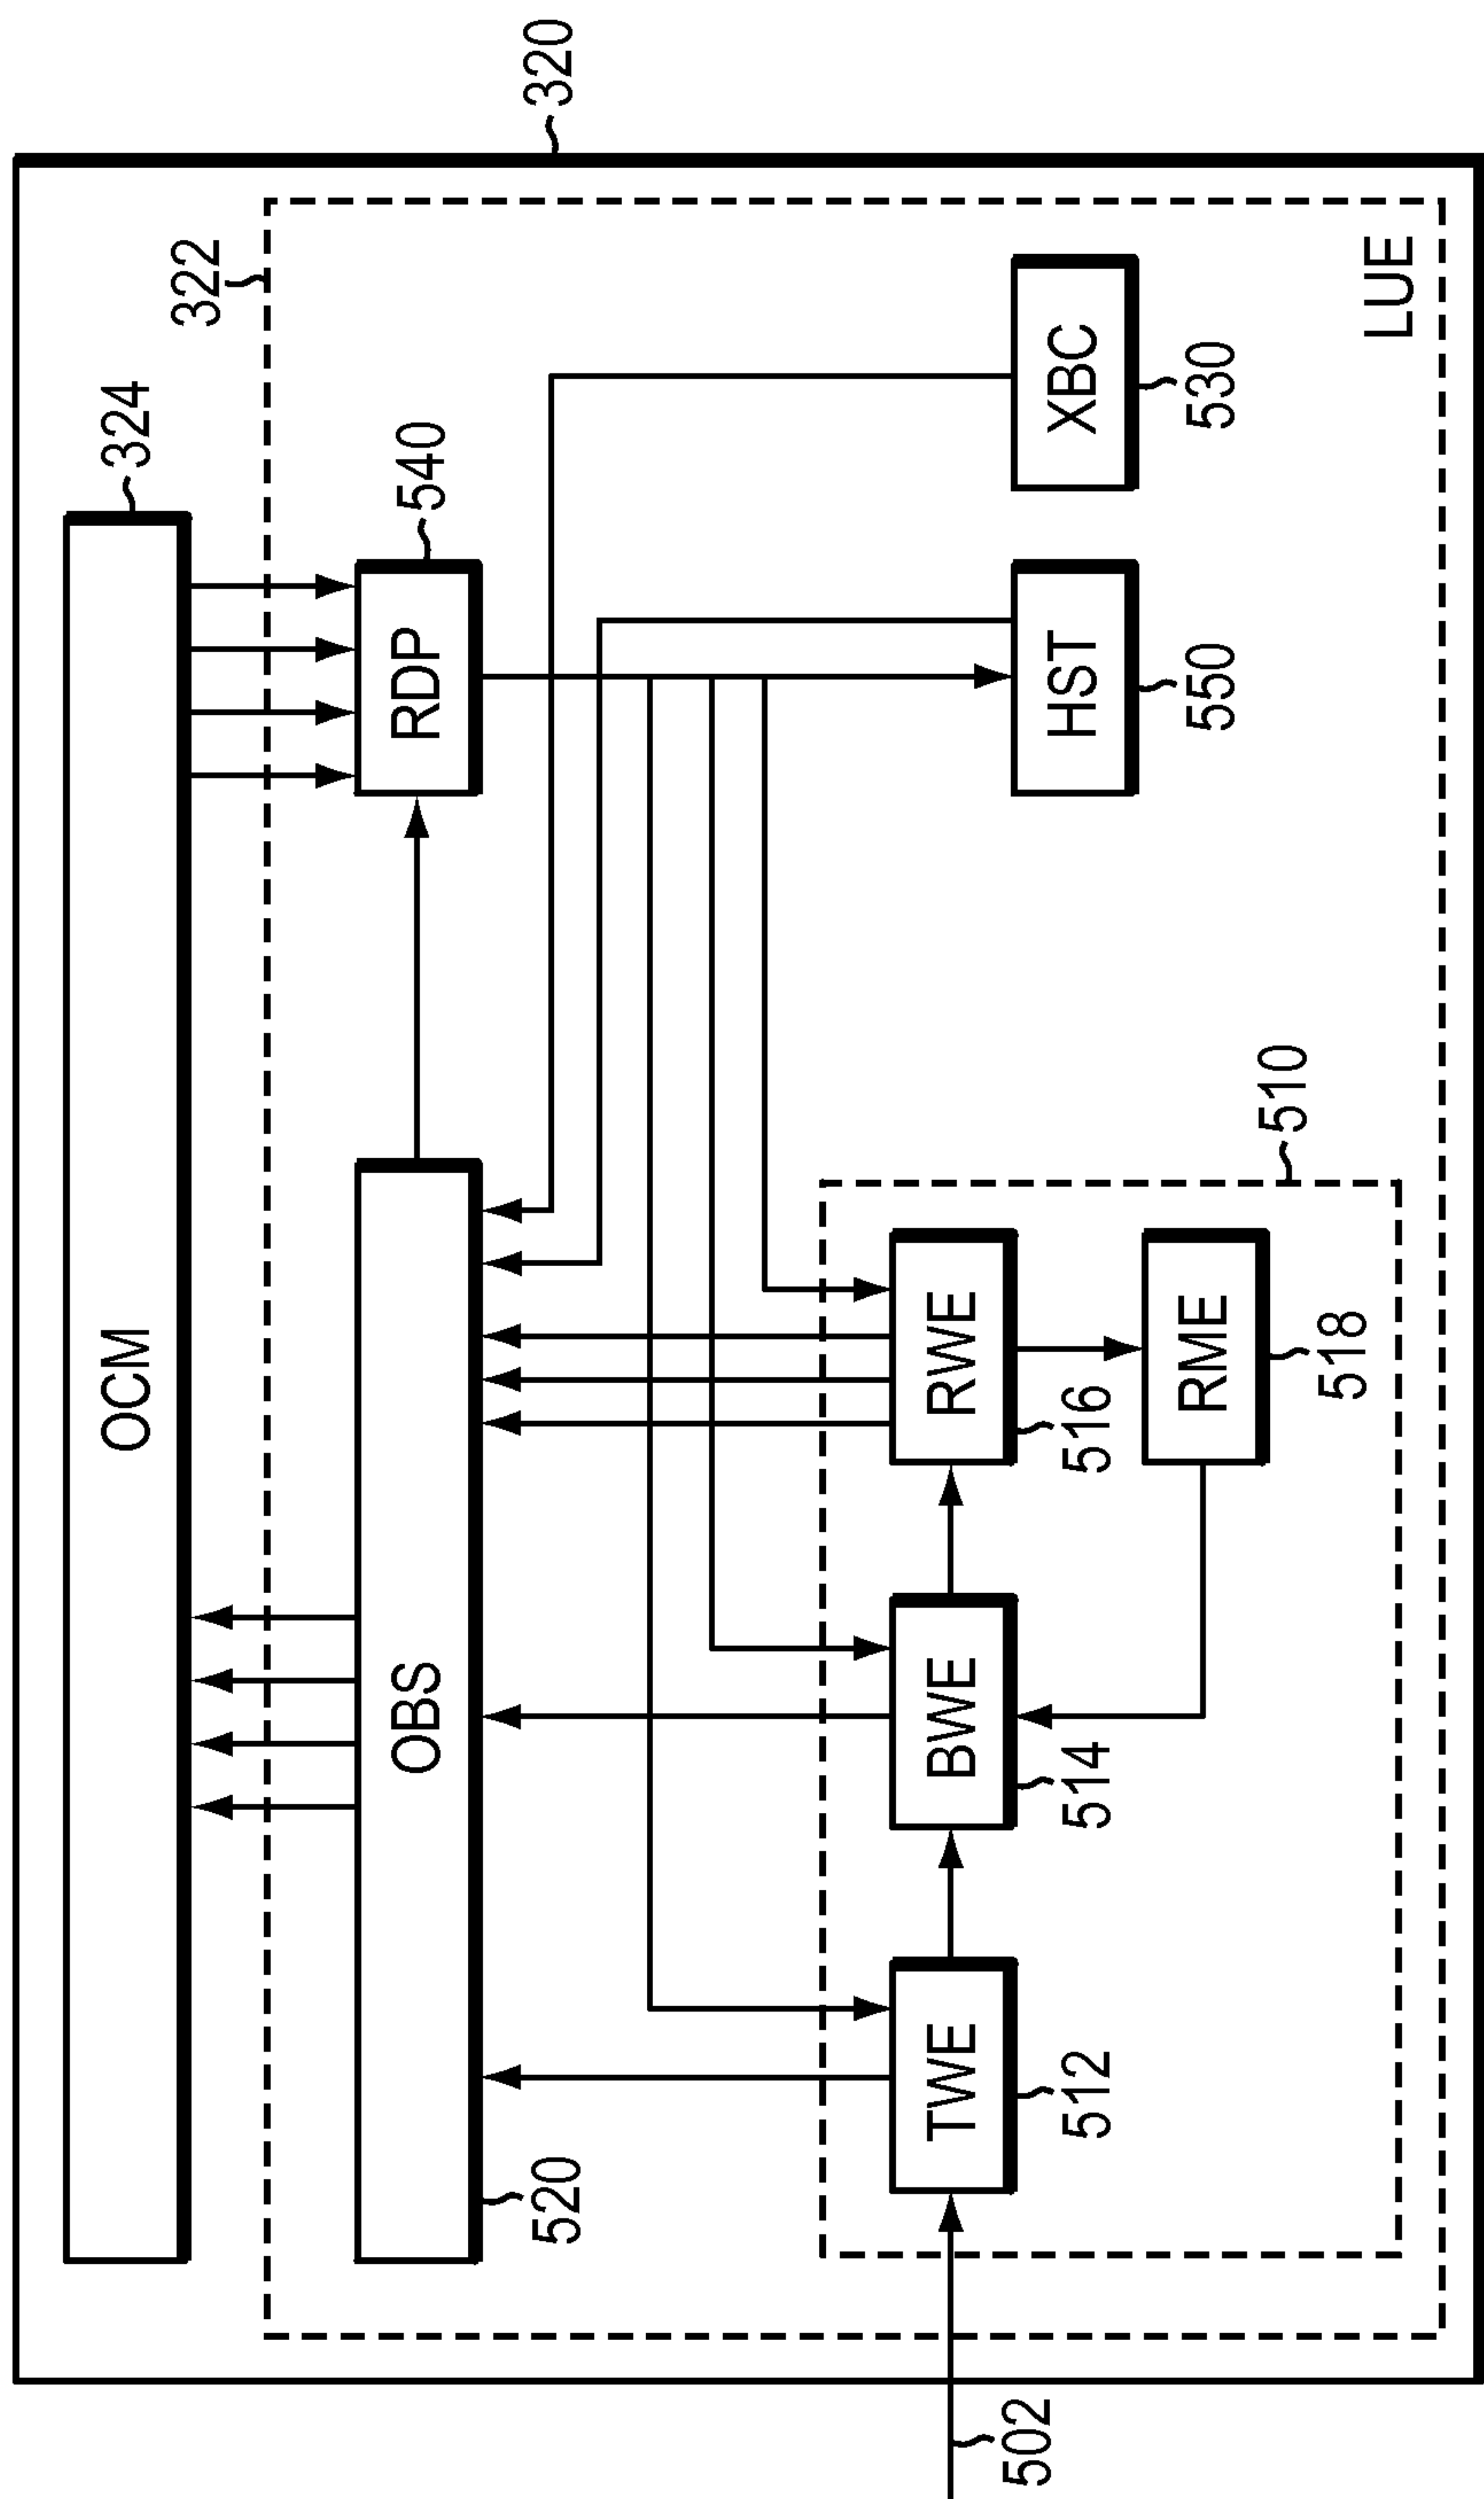 OCM
324
320
322
OBS
520
RDP
540
TWE
512
BWE
514
RWE
516
RME
518
510
HST
550
XBC
530
LUE
502